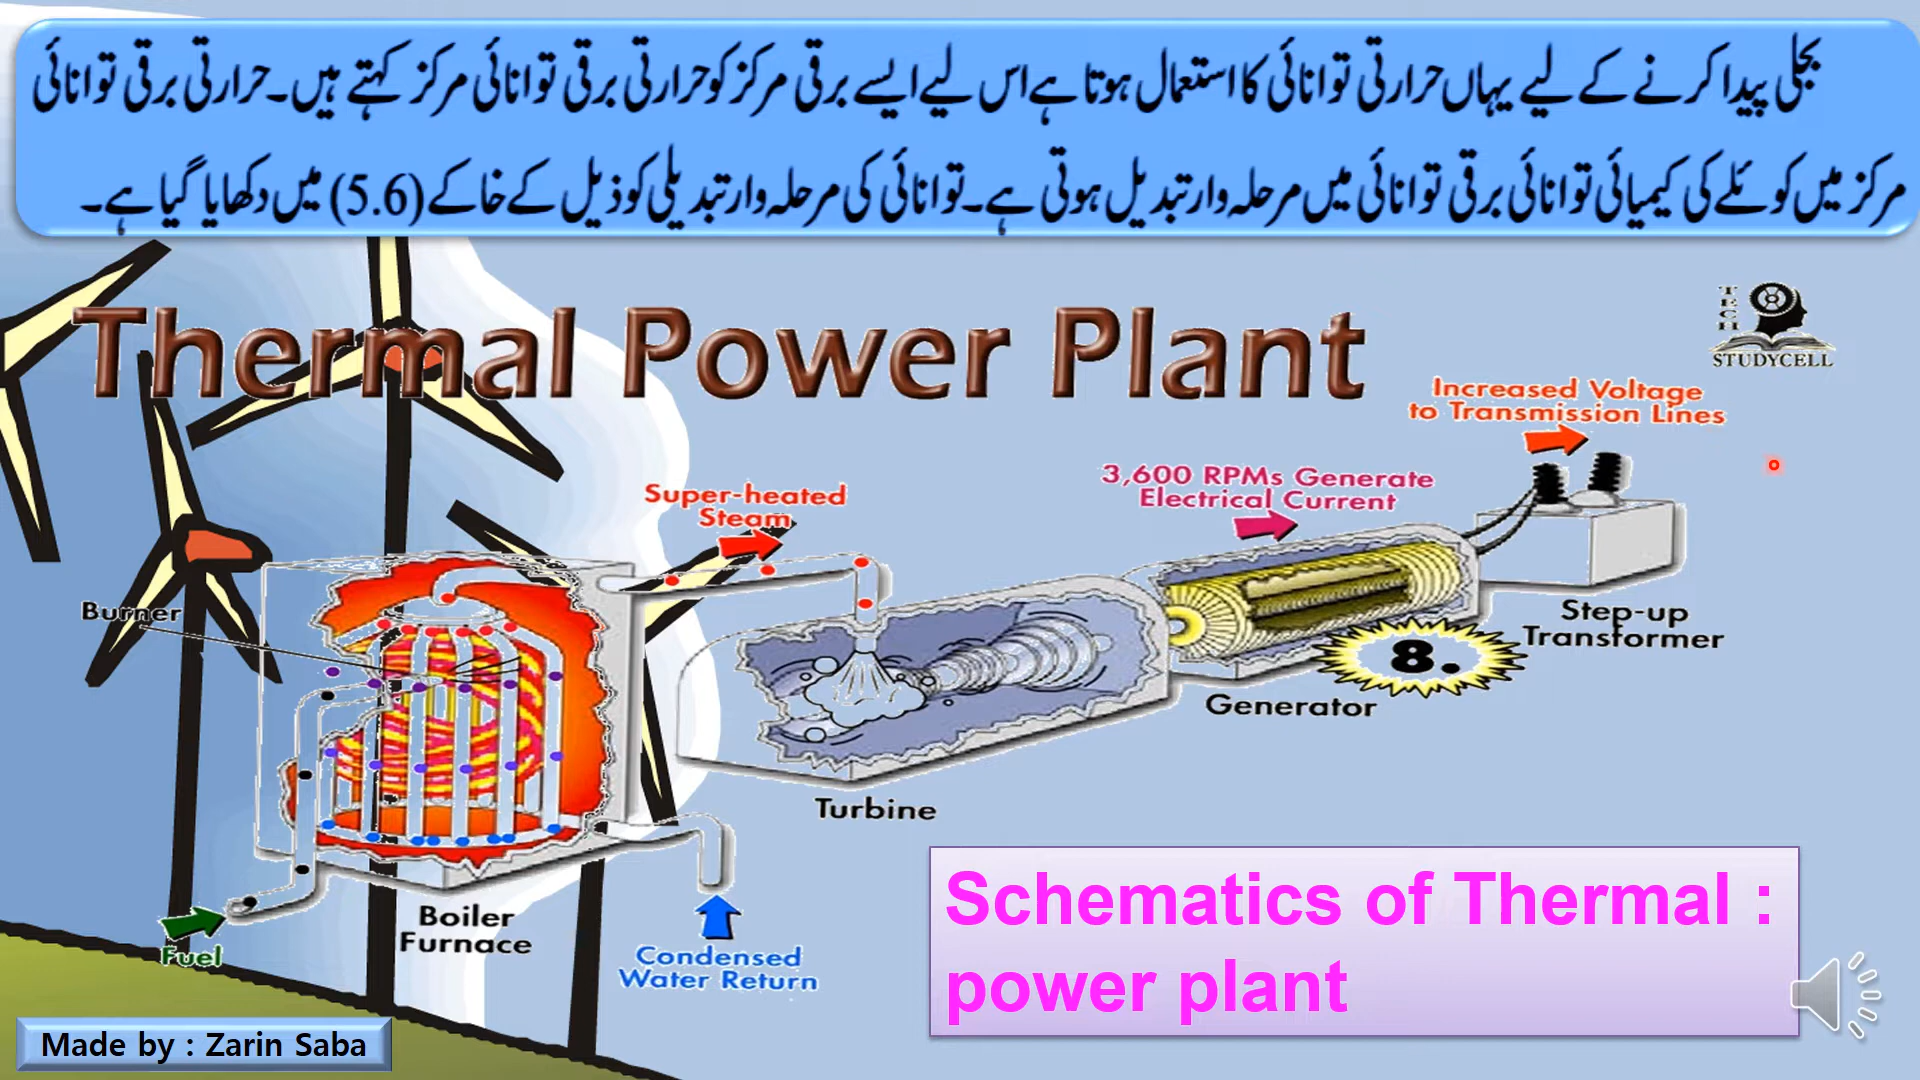 بجلی پیدا کرنے کے لیے یہاں حرارتی توانائی کا استعمال ہوتا ہے اس لیے ایسے برقی مرکز کو حرارتی برقی توانائی مرکز کہتے ہیں۔ حرارتی برقی توانائی
مرکز میں کوئلے کی کیمیائی توانائی برقی توانائی میں مرحلہ وار تبدیل ہوتی ہے۔ توانائی کی مرحلہ وار تبدیلی کو ذیل کے خاکے (5.6) میں دکھایا گیا ہے۔
Thermal Power Plant
TECH
STUDYCELL
Increased Voltage
to Transmission Lines
3,600 RPMs Generate
Electrical Current
Super-heated
Steam
Burner
Step-up
Transformer
8.
Generator
Turbine
Boiler
Furnace
Fuel
Condensed
Water Return
Schematics of Thermal :
power plant
Made by : Zarin Saba